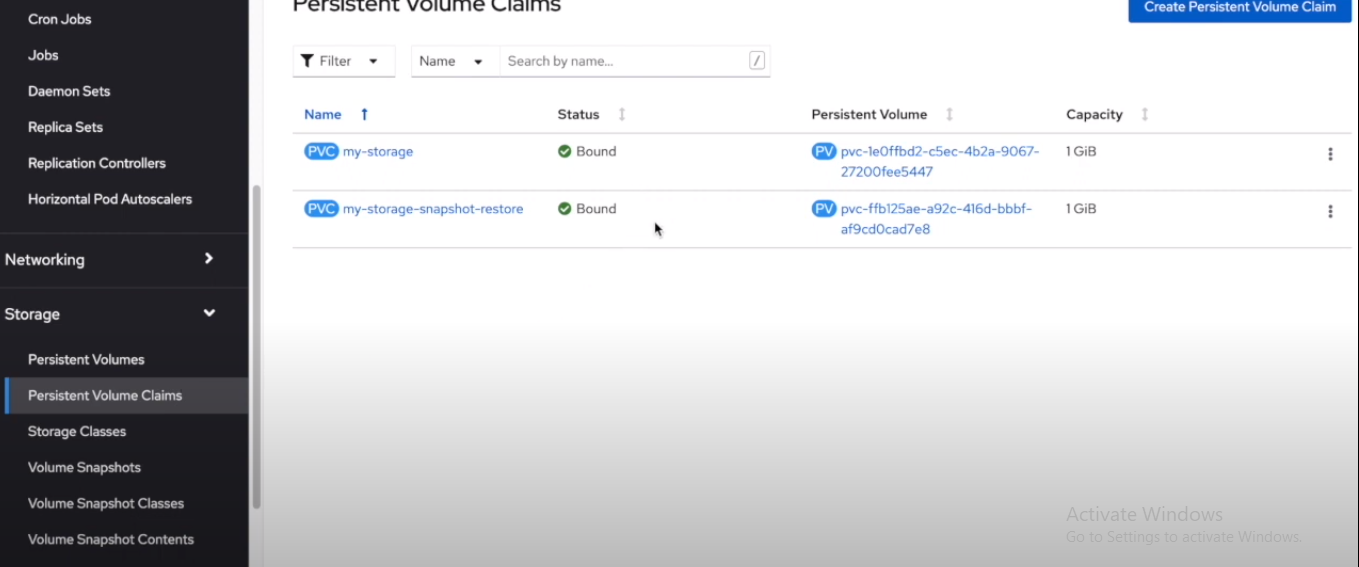 Cron Jobs
Jobs
Daemon Sets
Replica Sets
Replication Controllers
Horizontal Pod Autoscalers
Networking
Storage
Persistent Volumes
Persistent Volume Claims
Storage Classes
Volume Snapshots
Volume Snapshot Classes
Volume Snapshot Contents
Persistent Volume Claims
Create Persistent Volume Claim
Filter Name Search by name... /
Name Status Persistent Volume Capacity
PVC my-storage Bound PV pvc-1e0ffbd2-c5ec-4b2a-9067- 1 GiB
27200fee5447
PVC my-storage-snapshot-restore Bound PV pvc-ffb125ae-a92c-416d-bbbf- 1 GiB
af9cd0cad7e8
Activate Windows
Go to Settings to activate Windows.